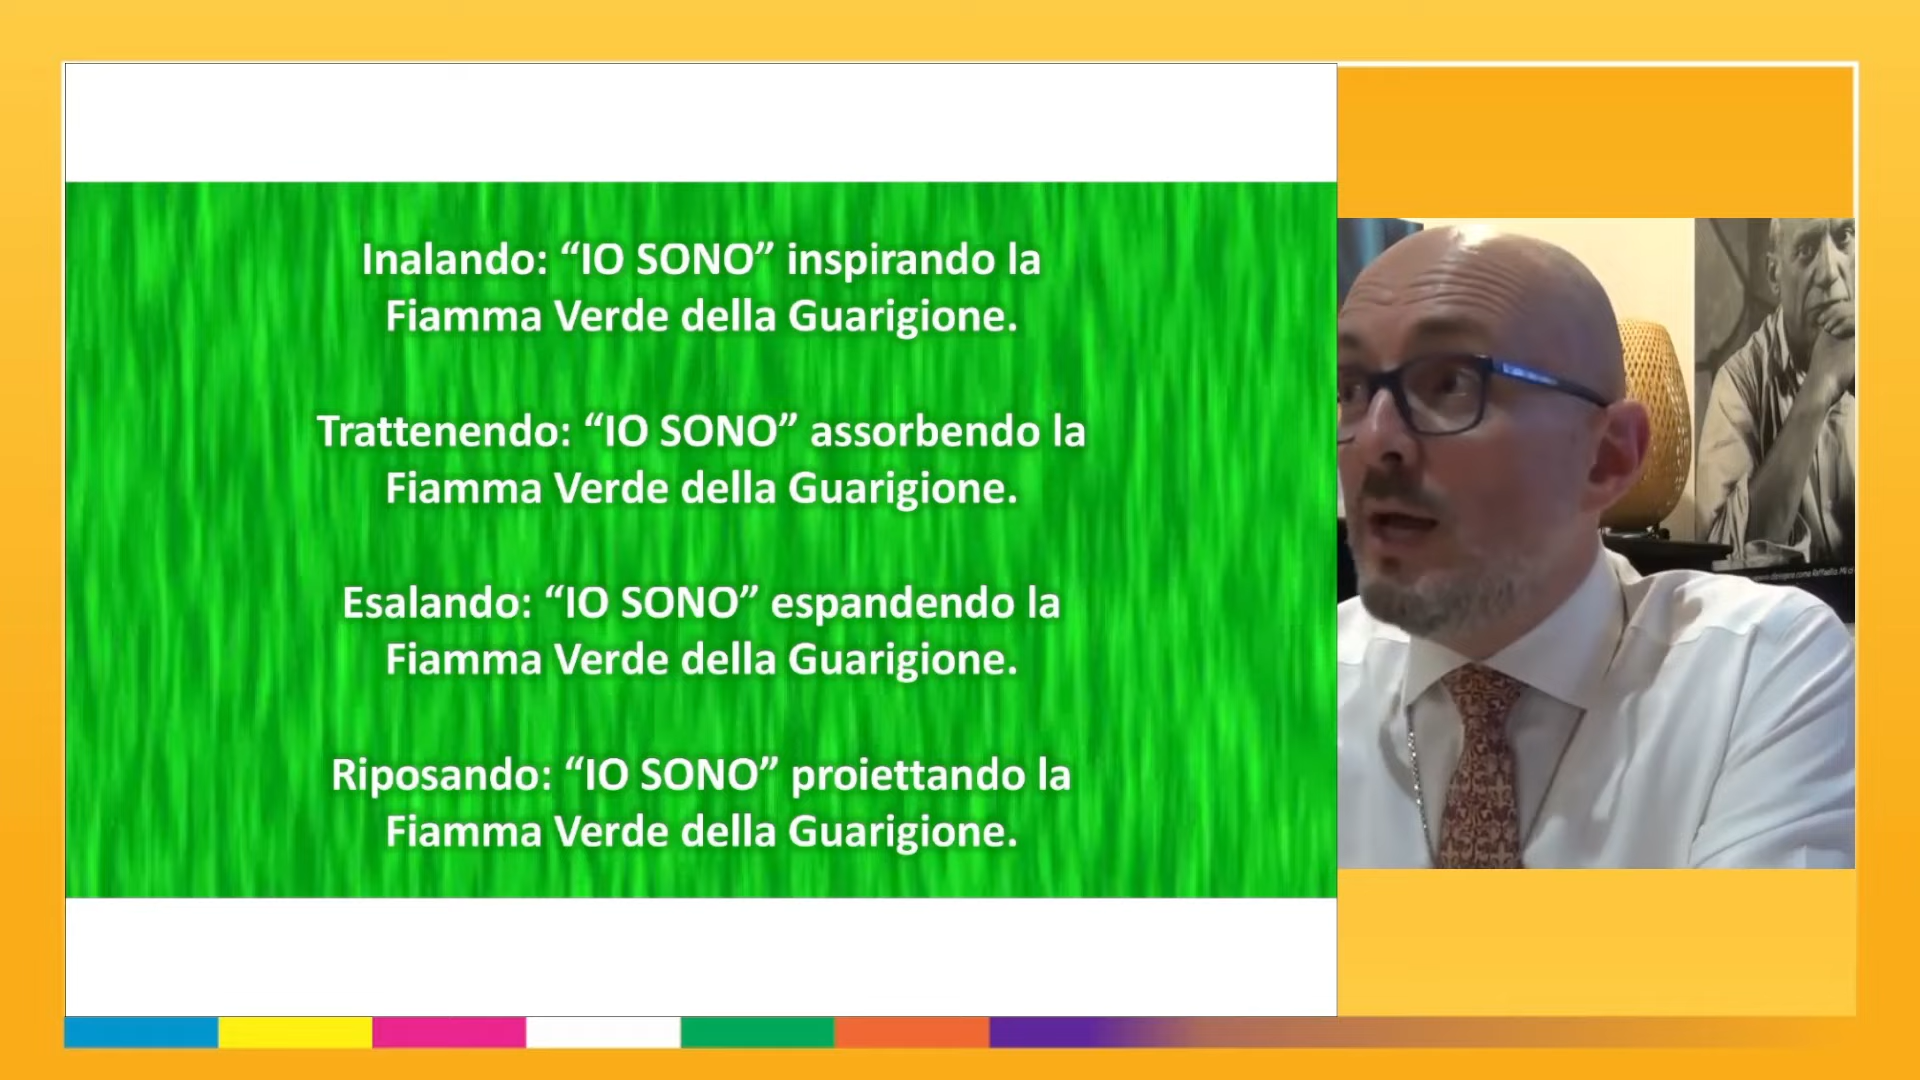 Inalando: “IO SONO” inspirando la
Fiamma Verde della Guarigione.
Trattenendo: “IO SONO” assorbendo la
Fiamma Verde della Guarigione.
Esalando: “IO SONO” espandendo la
Fiamma Verde della Guarigione.
Riposando: “IO SONO” proiettando la
Fiamma Verde della Guarigione.